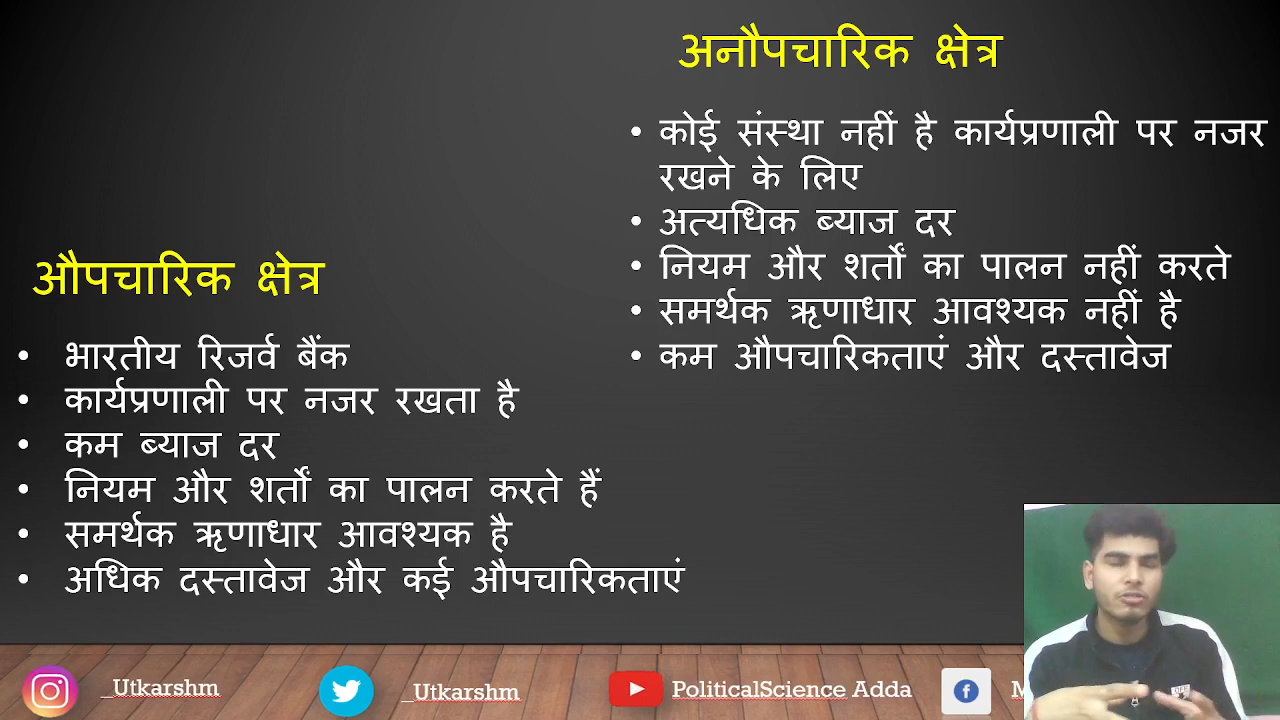 अनौपचारिक क्षेत्र
• कोई संस्था नहीं है कार्यप्रणाली पर नजर
रखने के लिए
• अत्यधिक ब्याज दर
• नियम और शर्तों का पालन नहीं करते
• समर्थक ऋणाधार आवश्यक नहीं है
• कम औपचारिकताएं और दस्तावेज
औपचारिक क्षेत्र
• भारतीय रिजर्व बैंक
• कार्यप्रणाली पर नजर रखता है
• कम ब्याज दर
• नियम और शर्तों का पालन करते हैं
• समर्थक ऋणाधार आवश्यक है
• अधिक दस्तावेज और कई औपचारिकताएं
_Utkarshm _Utkarshm PoliticalScience Adda